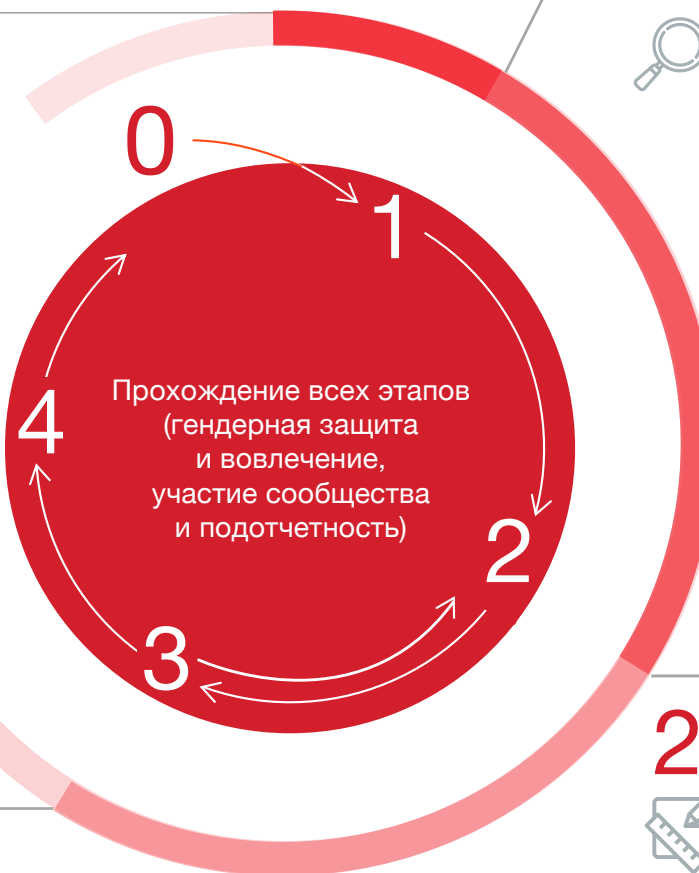 0
1
Прохождение всех этапов
(гендерная защита
и вовлечение,
участие сообщества
и подотчетность)
4
2
3
2